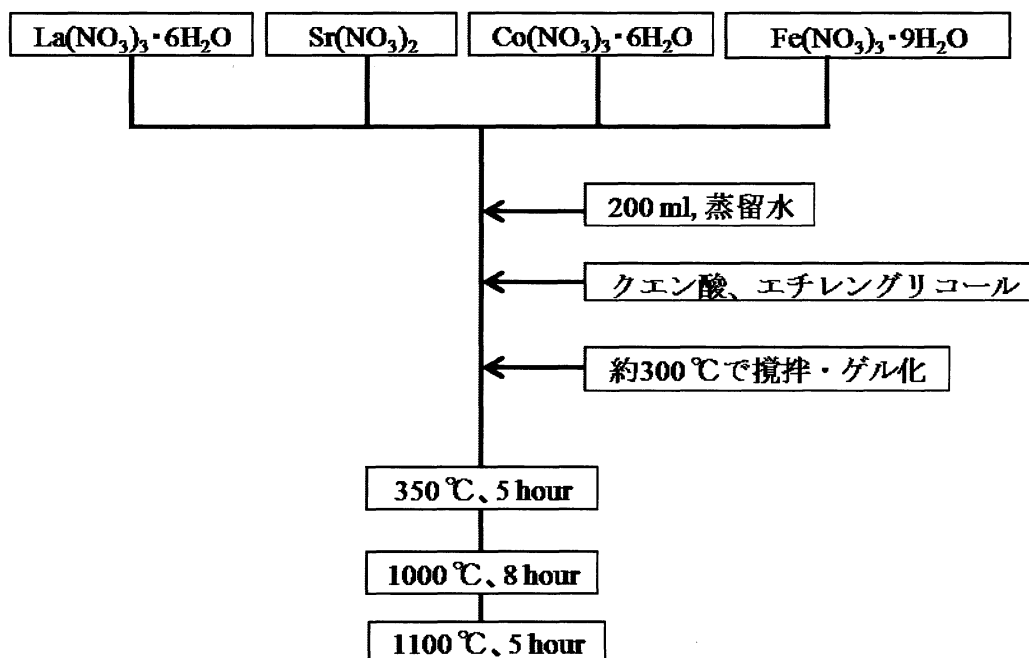 La(NO₃)₃・6H₂O
Sr(NO₃)₂
Co(NO₃)₃・6H₂O
Fe(NO₃)₃・9H₂O
200 ml, 蒸留水
クエン酸、エチレングリコール
約300℃で撹拌・ゲル化
350℃、5 hour
1000℃、8 hour
1100℃、5 hour